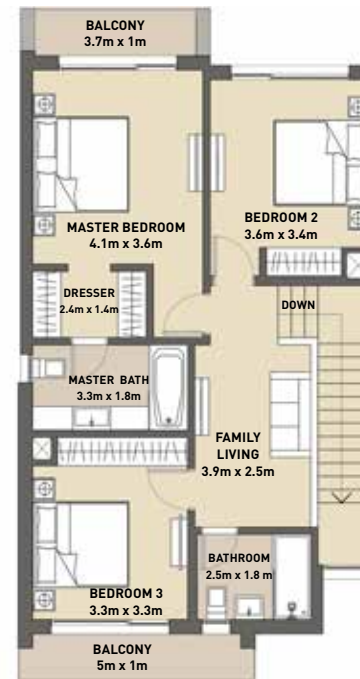 BALCONY
3.7m x 1m
MASTER BEDROOM
4.1m x 3.6m
BEDROOM 2
3.6m x 3.4m
DRESSER
2.4m x 1.4m
DOWN
MASTER BATH
3.3m x 1.8m
FAMILY
LIVING
3.9m x 2.5m
BATHROOM
2.5m x 1.8 m
BEDROOM 3
3.3m x 3.3m
BALCONY
5m x 1m